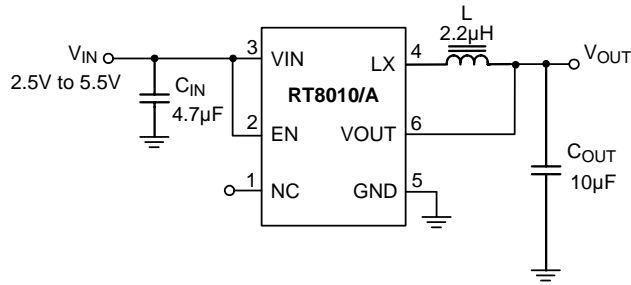 L
2.2µH
VIN
2.5V to 5.5V
CIN
4.7µF
3
VIN
2
EN
1
NC
RT8010/A
LX
4
VOUT
6
GND
5
VOUT
COUT
10µF